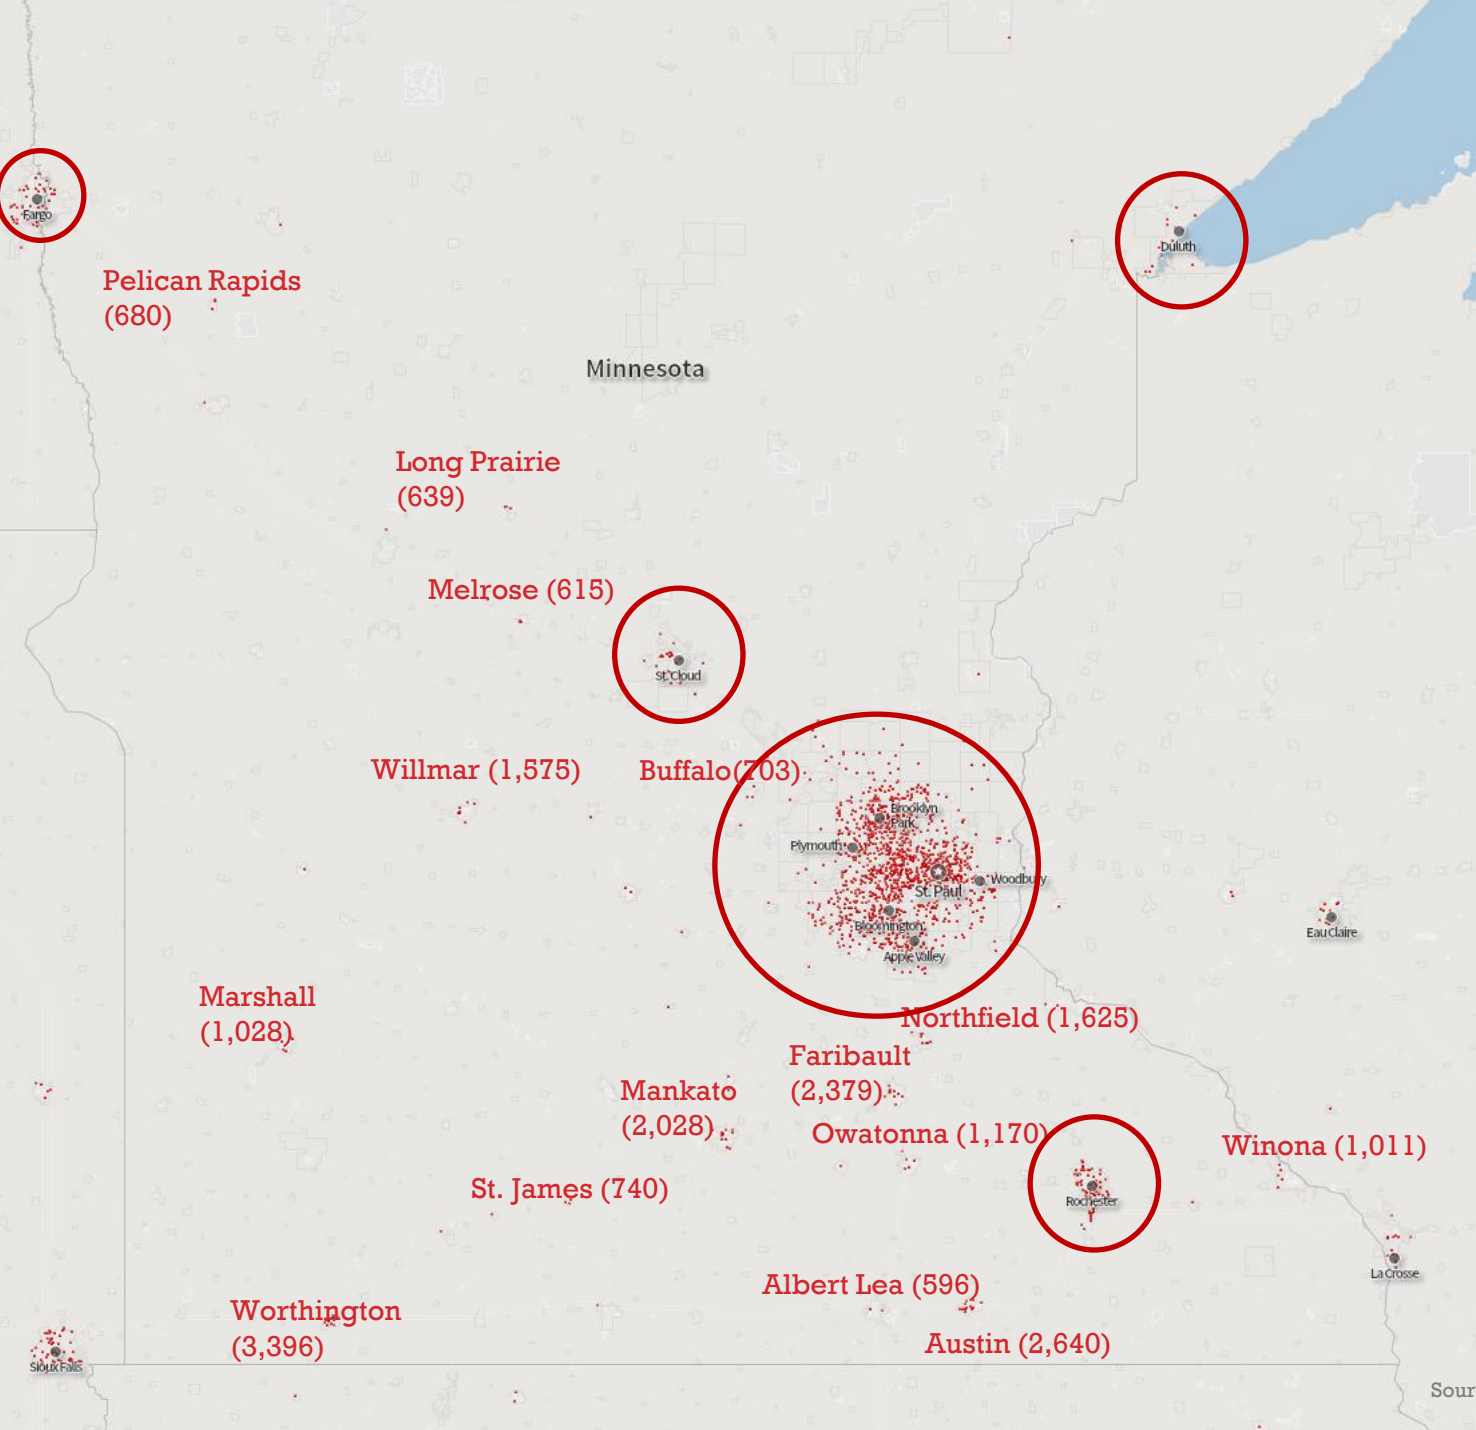 Fargo
Duluth
Pelican Rapids
(680)
Minnesota
Long Prairie
(639)
Melrose (615)
St. Cloud
Willmar (1,575)
Buffalo(703)
Brooklyn
Park
Plymouth
Woodbury
St. Paul
Bloomington
Apple Valley
Eau Claire
Marshall
(1,028)
Northfield (1,625)
Faribault
(2,379)
Mankato
(2,028)
Owatonna (1,170)
Winona (1,011)
St. James (740)
Rochester
La Crosse
Albert Lea (596)
Worthington
(3,396)
Austin (2,640)
Sioux Falls
Sour